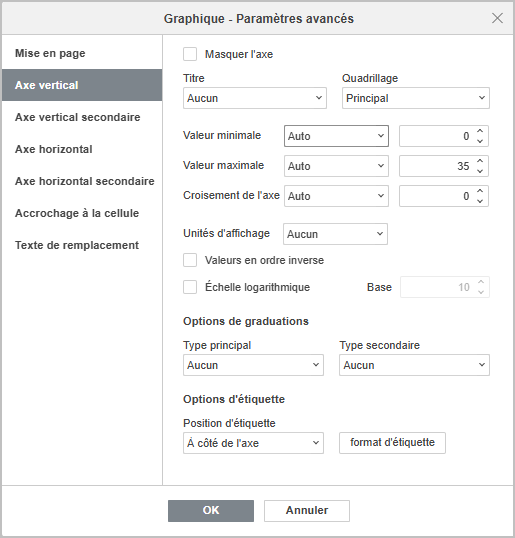 Graphique - Paramètres avancés
Mise en page
Axe vertical
Axe vertical secondaire
Axe horizontal
Axe horizontal secondaire
Accrochage à la cellule
Texte de remplacement
Masquer l'axe
Titre Quadrillage
Aucun Principal
Valeur minimale Auto 0
Valeur maximale Auto 35
Croisement de l'axe Auto 0
Unités d'affichage Aucun
Valeurs en ordre inverse
Échelle logarithmique Base 10
Options de graduations
Type principal Type secondaire
Aucun Aucun
Options d'étiquette
Position d'étiquette
À côté de l'axe format d'étiquette
OK Annuler